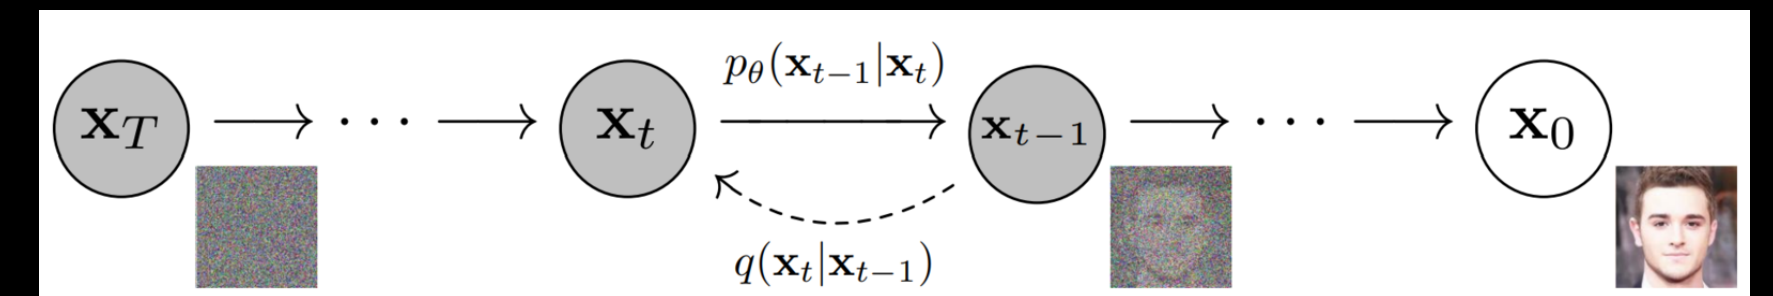 p_θ(x_{t−1}|x_t)
x_T → ··· → x_t → x_{t−1} → ··· → x_0
q(x_t|x_{t−1})